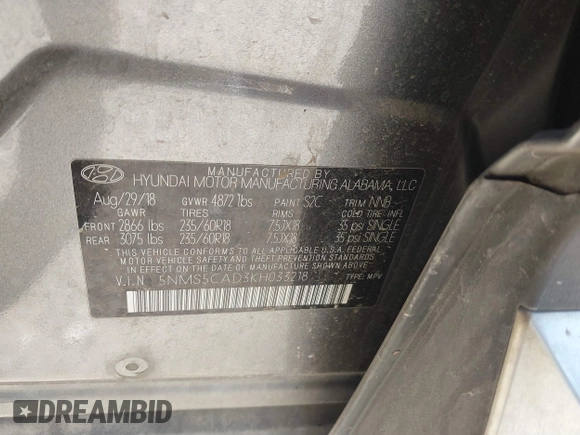 MANUFACTURED BY
HYUNDAI MOTOR MANUFACTURING ALABAMA, LLC
Aug/29/18 GVWR 4872 lbs PAINT S2C TRIM NNB
GAWR TIRES RIMS COLD TIRE INFL
FRONT 2866 lbs 235/60R18 7.5JX18 35 psi SINGLE
REAR 3075 lbs 235/60R18 7.5JX18 35 psi SINGLE
THIS VEHICLE CONFORMS TO ALL APPLICABLE U.S.A. FEDERAL
MOTOR VEHICLE SAFETY, BUMPER, AND THEFT PREVENTION STANDARDS
IN EFFECT ON THE DATE OF MANUFACTURE SHOWN ABOVE.
V.I.N 5NMS5CAD3KH033218 TYPE: MPV
DREAMBID